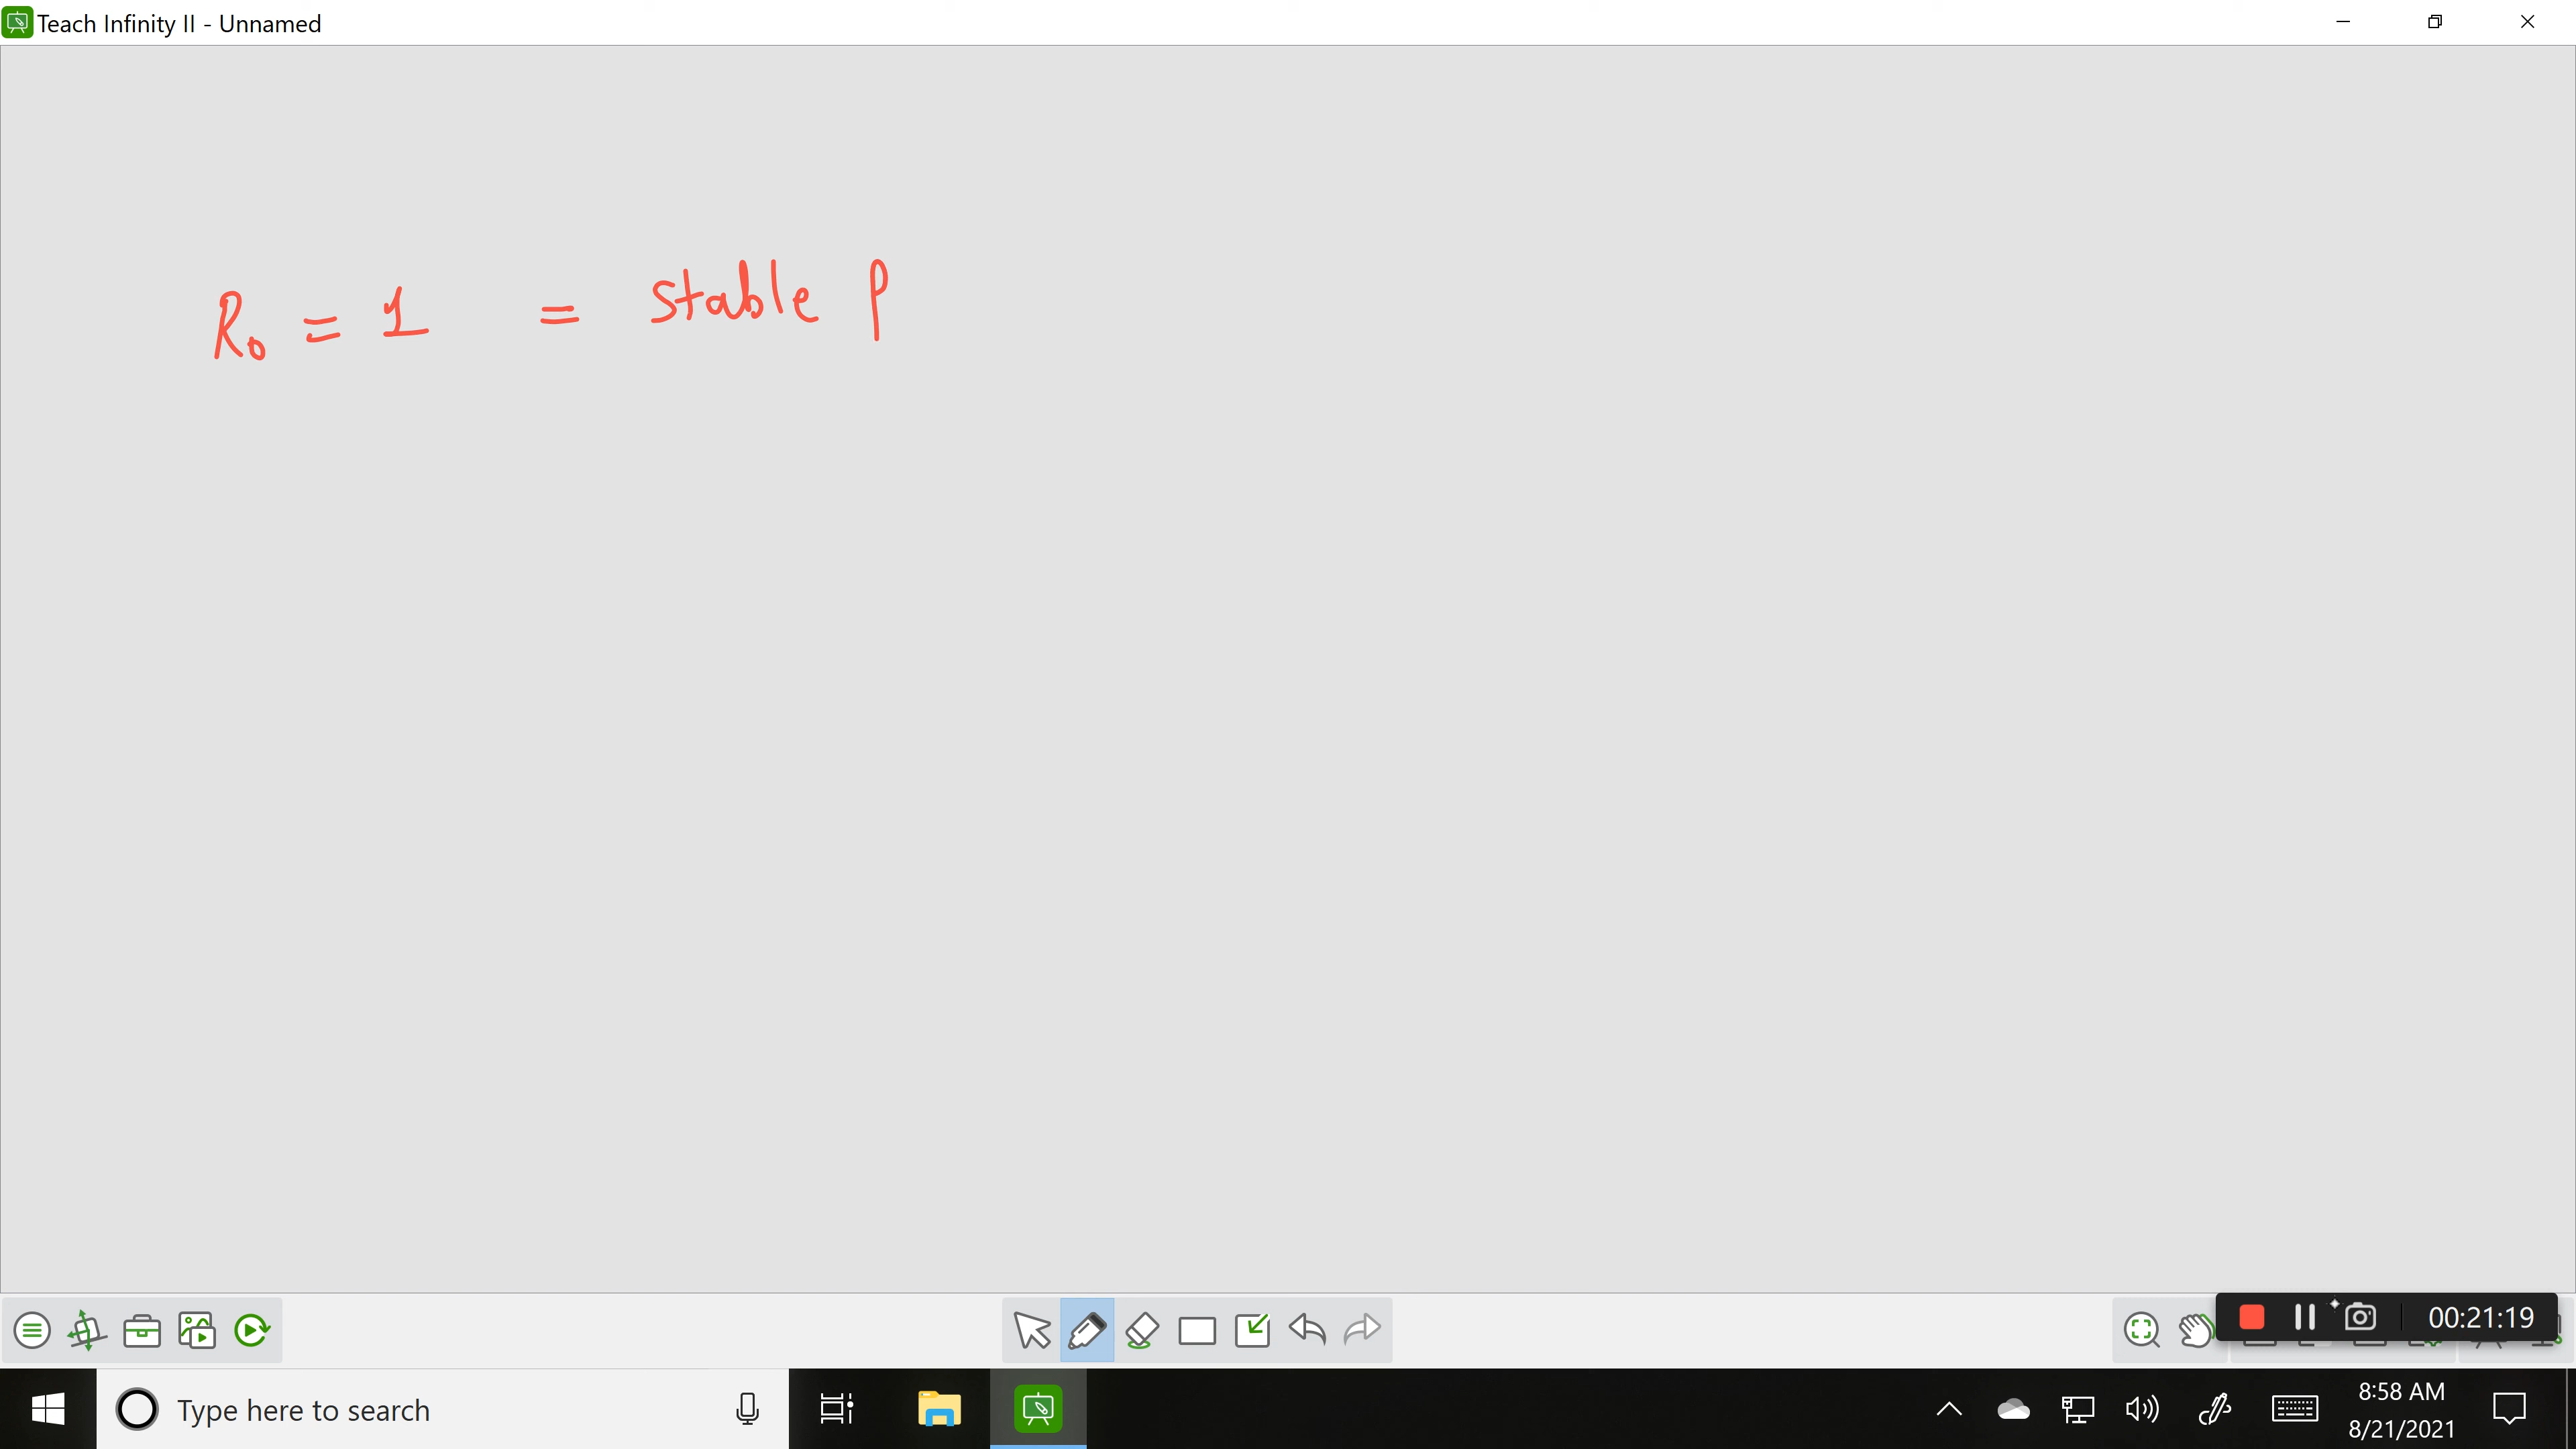 Teach Infinity II - Unnamed
R₀ = 1 = stable P
00:21:19
Type here to search
8:58 AM
8/21/2021